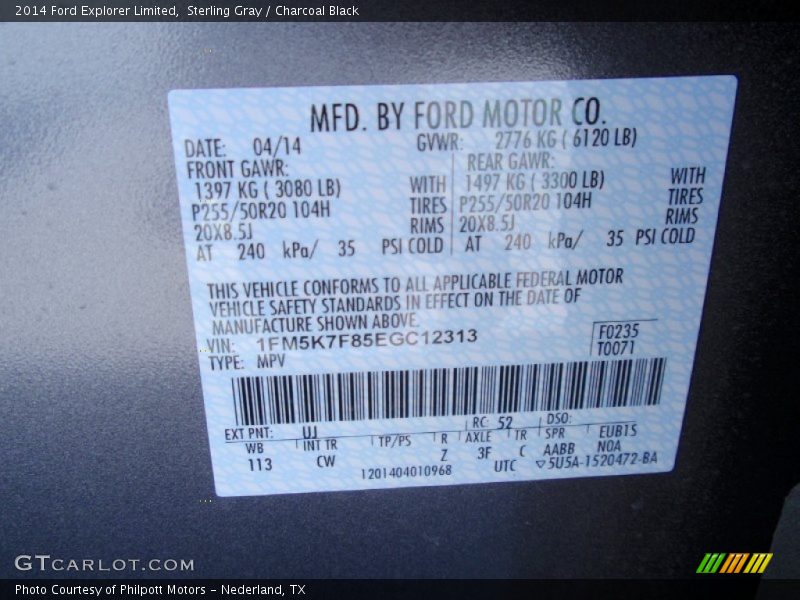 2014 Ford Explorer Limited, Sterling Gray / Charcoal Black
MFD. BY FORD MOTOR CO.
DATE: 04/14 GVWR: 2776 KG ( 6120 LB)
FRONT GAWR: REAR GAWR:
1397 KG ( 3080 LB) WITH 1497 KG ( 3300 LB) WITH
P255/50R20 104H TIRES P255/50R20 104H TIRES
20X8.5J RIMS 20X8.5J RIMS
AT 240 kPa/ 35 PSI COLD AT 240 kPa/ 35 PSI COLD
THIS VEHICLE CONFORMS TO ALL APPLICABLE FEDERAL MOTOR
VEHICLE SAFETY STANDARDS IN EFFECT ON THE DATE OF
MANUFACTURE SHOWN ABOVE.
VIN: 1FM5K7F85EGC12313 F0235
TYPE: MPV T0071
EXT PNT: UJ RC: 52 DSO:
WB INT TR TP/PS R AXLE TR SPR EUB1S
113 CW Z 3F C AABB NOA
1201404010968 UTC ▽5U5A-1520472-BA
GTCARLOT.COM
Photo Courtesy of Philpott Motors - Nederland, TX